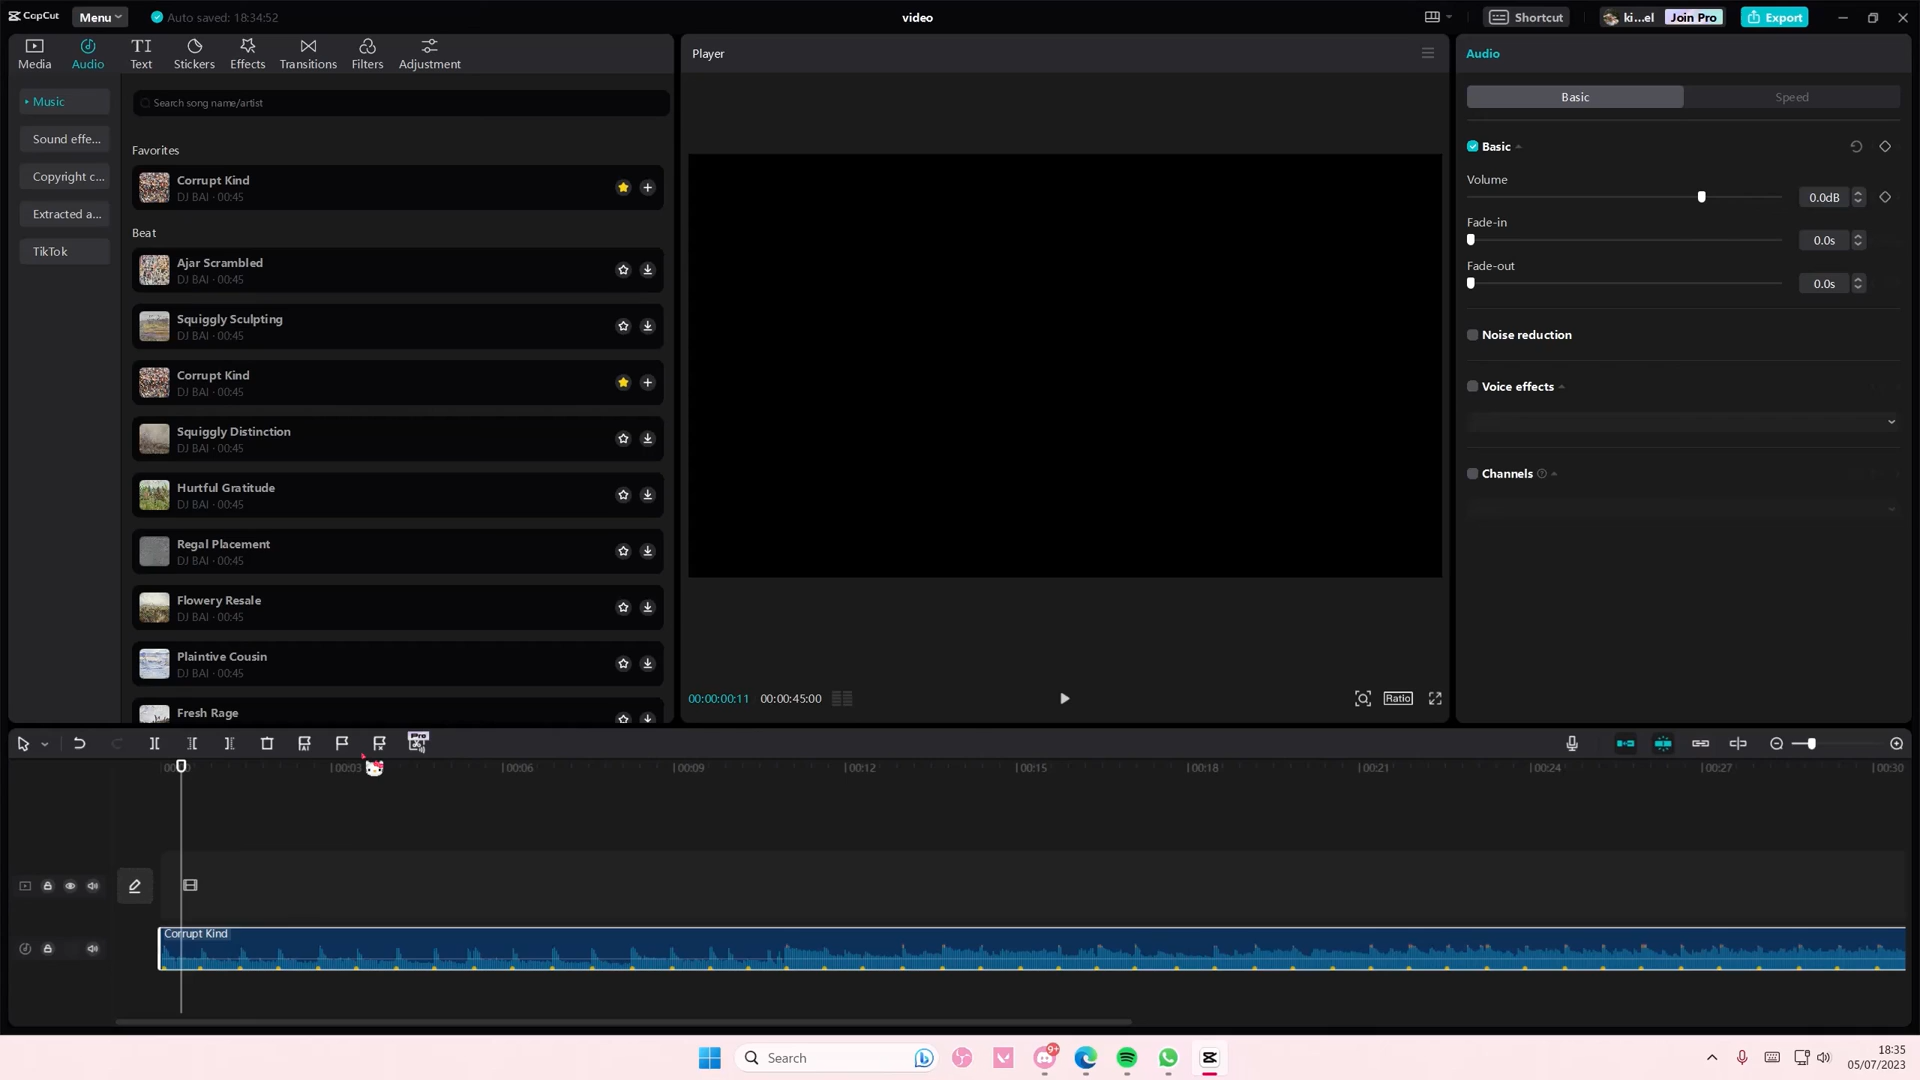 CapCut
Menu
Auto saved: 18:34:52
video
Shortcut
ki...el
Join Pro
Export
Media
Audio
Text
Stickers
Effects
Transitions
Filters
Adjustment
Player
Audio
Music
Sound effe...
Copyright c...
Extracted a...
TikTok
Search song name/artist
Favorites
Corrupt Kind
DJ BAI · 00:45
Beat
Ajar Scrambled
DJ BAI · 00:45
Squiggly Sculpting
DJ BAI · 00:45
Corrupt Kind
DJ BAI · 00:45
Squiggly Distinction
DJ BAI · 00:45
Hurtful Gratitude
DJ BAI · 00:45
Regal Placement
DJ BAI · 00:45
Flowery Resale
DJ BAI · 00:45
Plaintive Cousin
DJ BAI · 00:45
Fresh Rage
Basic
Speed
Basic
Volume
0.0dB
Fade-in
0.0s
Fade-out
0.0s
Noise reduction
Voice effects
Channels
00:00:00:11
00:00:45:00
Ratio
Pro
00:03
00:06
00:09
00:12
00:15
00:18
00:21
00:24
00:27
00:30
Corrupt Kind
Search
9+
18:35
05/07/2023